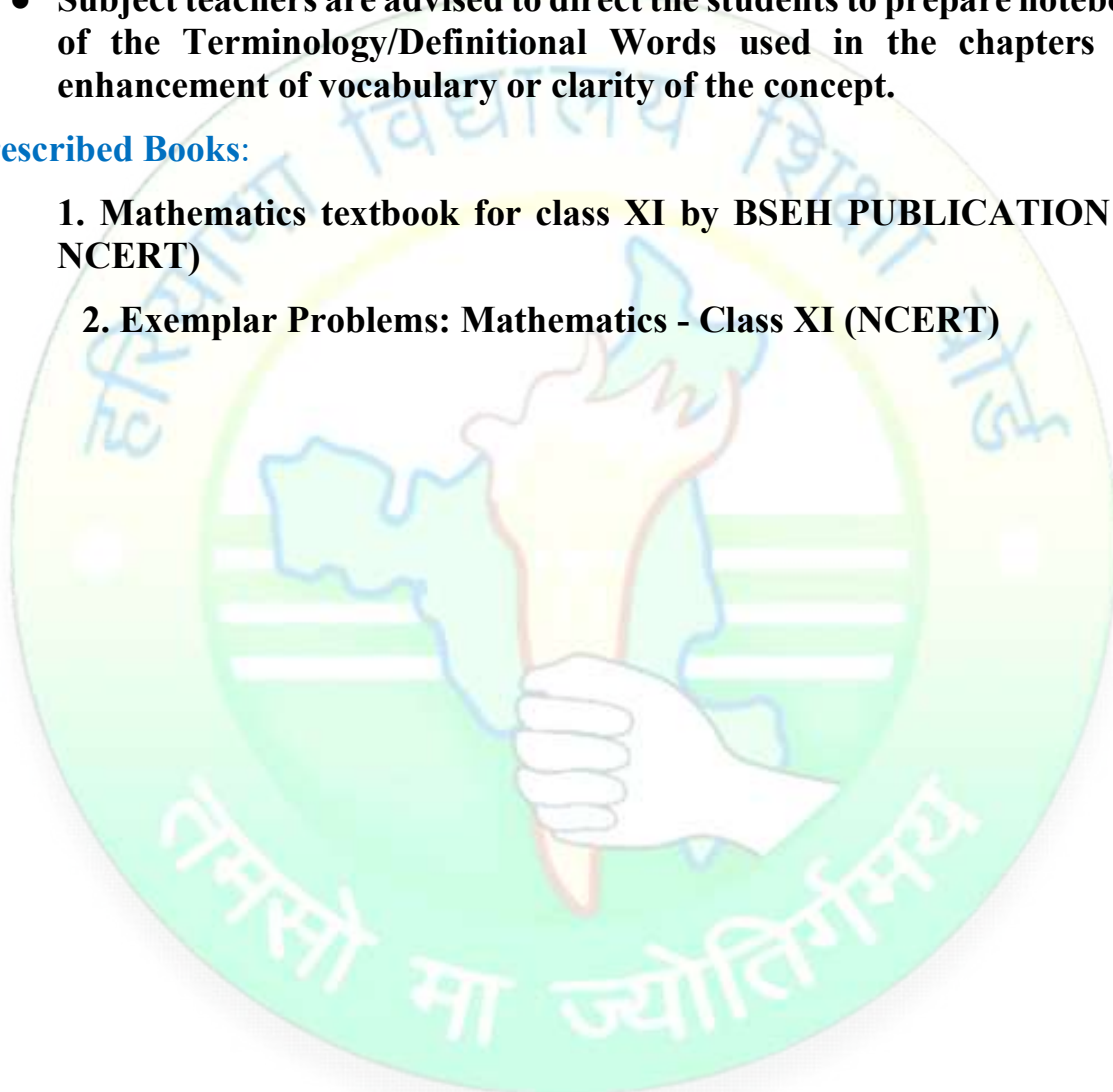 ● Subject teachers are advised to direct the students to prepare
of the Terminology/Definitional Words used in the chapters
enhancement of vocabulary or clarity of the concept.
हरियाणा विद्यालय शिक्षा बोर्ड
escribed Books:
1. Mathematics textbook for class XI by BSEH PUBLICATION
NCERT)
2. Exemplar Problems: Mathematics - Class XI (NCERT)
तमसो मा ज्योतिर्गमय